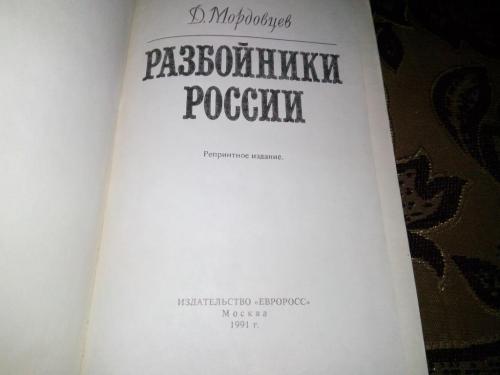 Д. Мордовцев
РАЗБОЙНИКИ
РОССИИ
Репринтное издание.
ИЗДАТЕЛЬСТВО «ЕВРОРОСС»
Москва
1991 г.